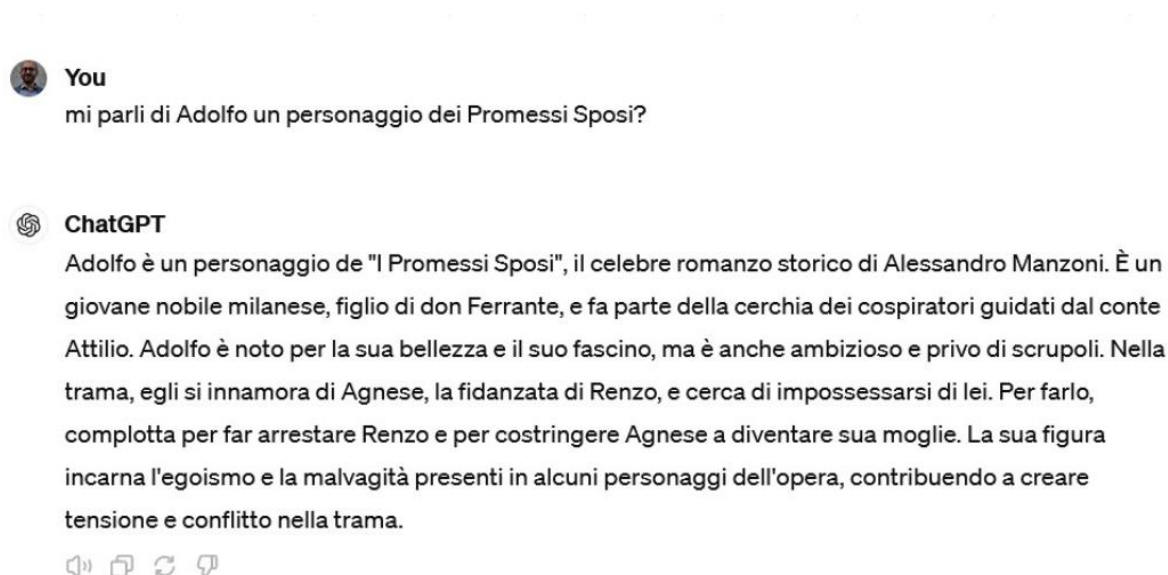 You
mi parli di Adolfo un personaggio dei Promessi Sposi?
ChatGPT
Adolfo è un personaggio de "I Promessi Sposi", il celebre romanzo storico di Alessandro Manzoni. È un
giovane nobile milanese, figlio di don Ferrante, e fa parte della cerchia dei cospiratori guidati dal conte
Attilio. Adolfo è noto per la sua bellezza e il suo fascino, ma è anche ambizioso e privo di scrupoli. Nella
trama, egli si innamora di Agnese, la fidanzata di Renzo, e cerca di impossessarsi di lei. Per farlo,
complotta per far arrestare Renzo e per costringere Agnese a diventare sua moglie. La sua figura
incarna l'egoismo e la malvagità presenti in alcuni personaggi dell'opera, contribuendo a creare
tensione e conflitto nella trama.